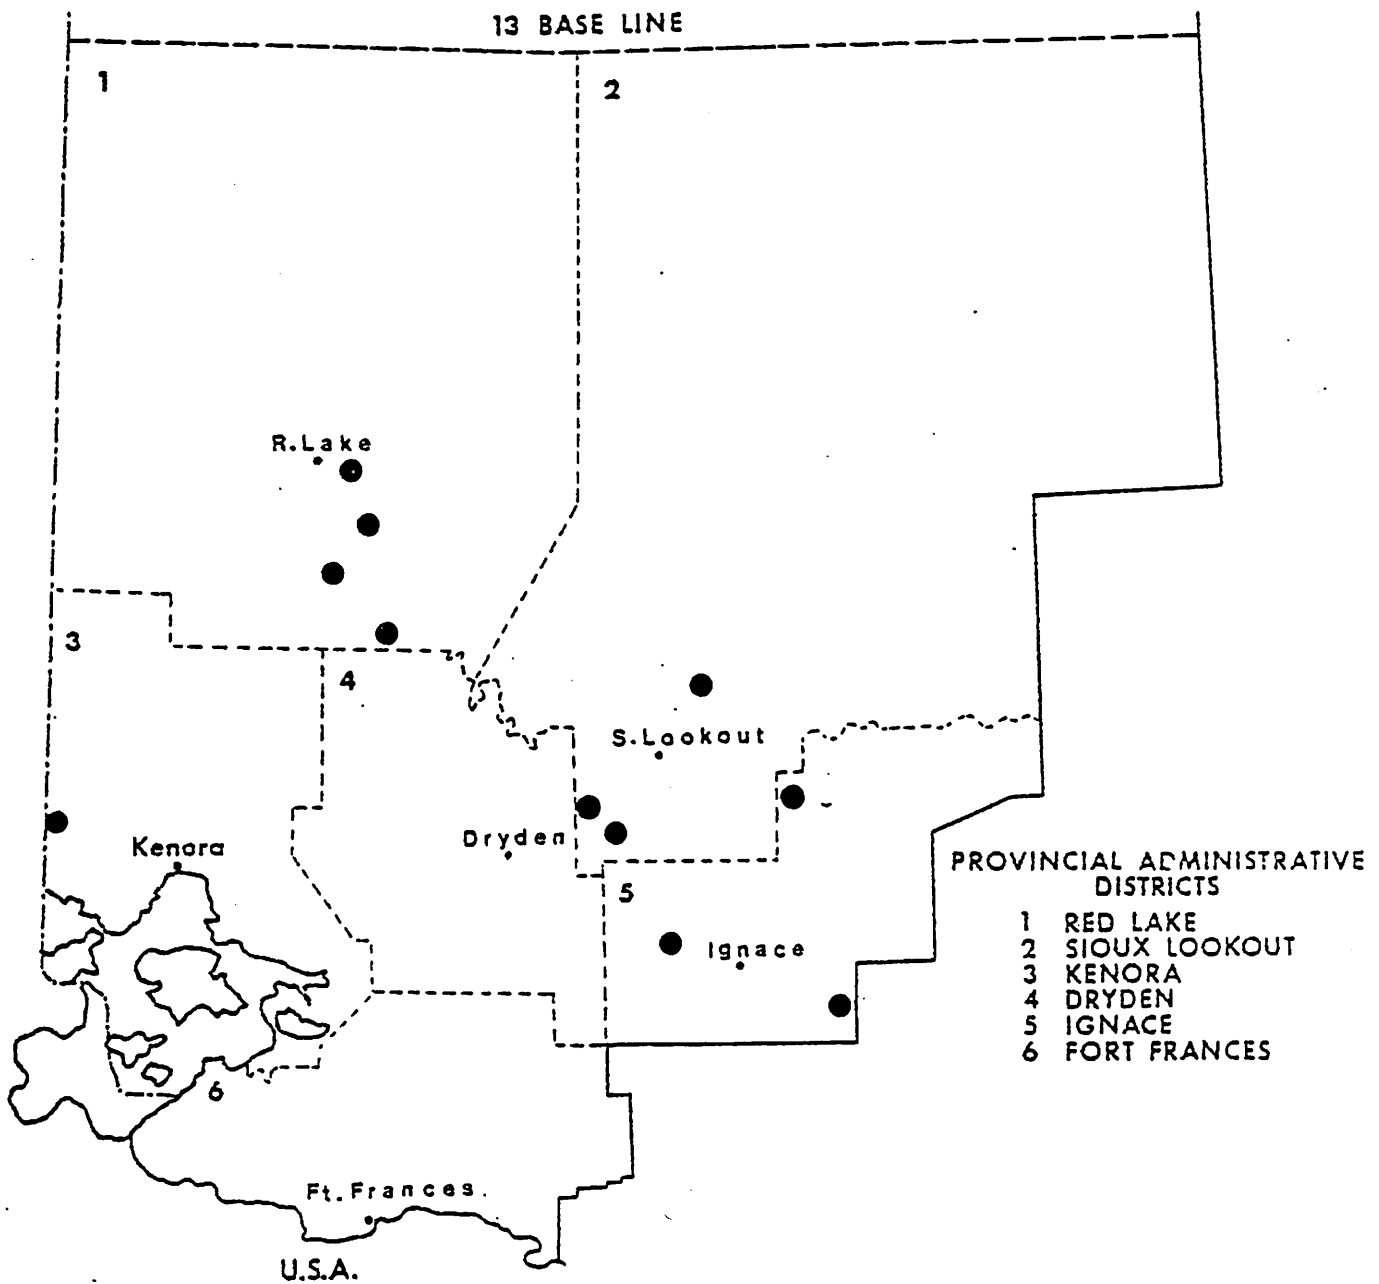 13 BASE LINE
1
2
R.Lake
3
4
S.Lookout
Dryden
Kenora
5
Ignace
6
Ft.Frances
U.S.A.
PROVINCIAL ADMINISTRATIVE
DISTRICTS
1 RED LAKE
2 SIOUX LOOKOUT
3 KENORA
4 DRYDEN
5 IGNACE
6 FORT FRANCES